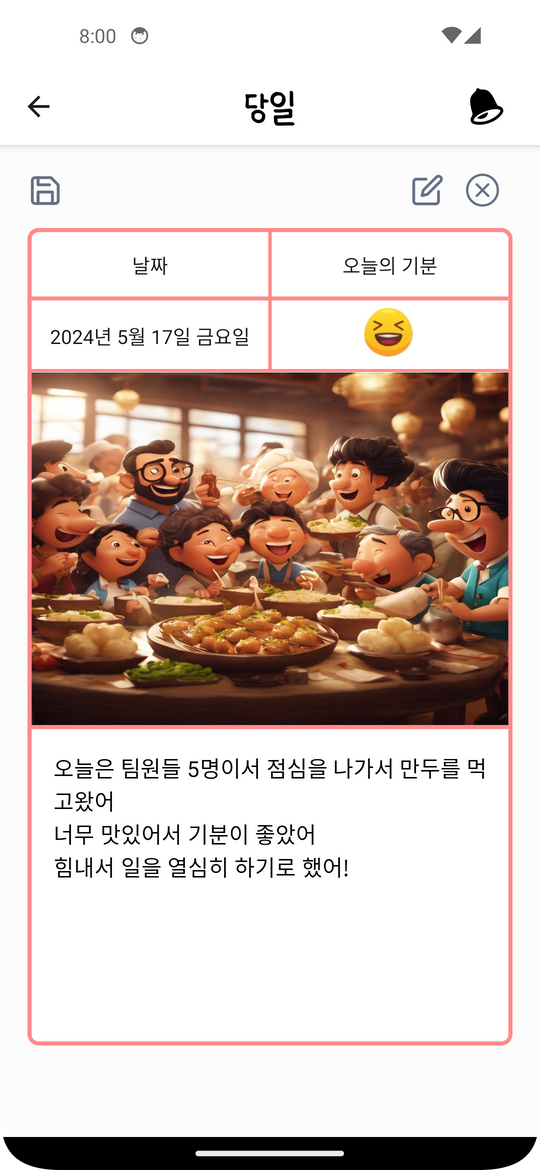 8:00
당일
날짜
오늘의 기분
2024년 5월 17일 금요일
오늘은 팀원들 5명이서 점심을 나가서 만두를 먹
고왔어
너무 맛있어서 기분이 좋았어
힘내서 일을 열심히 하기로 했어!